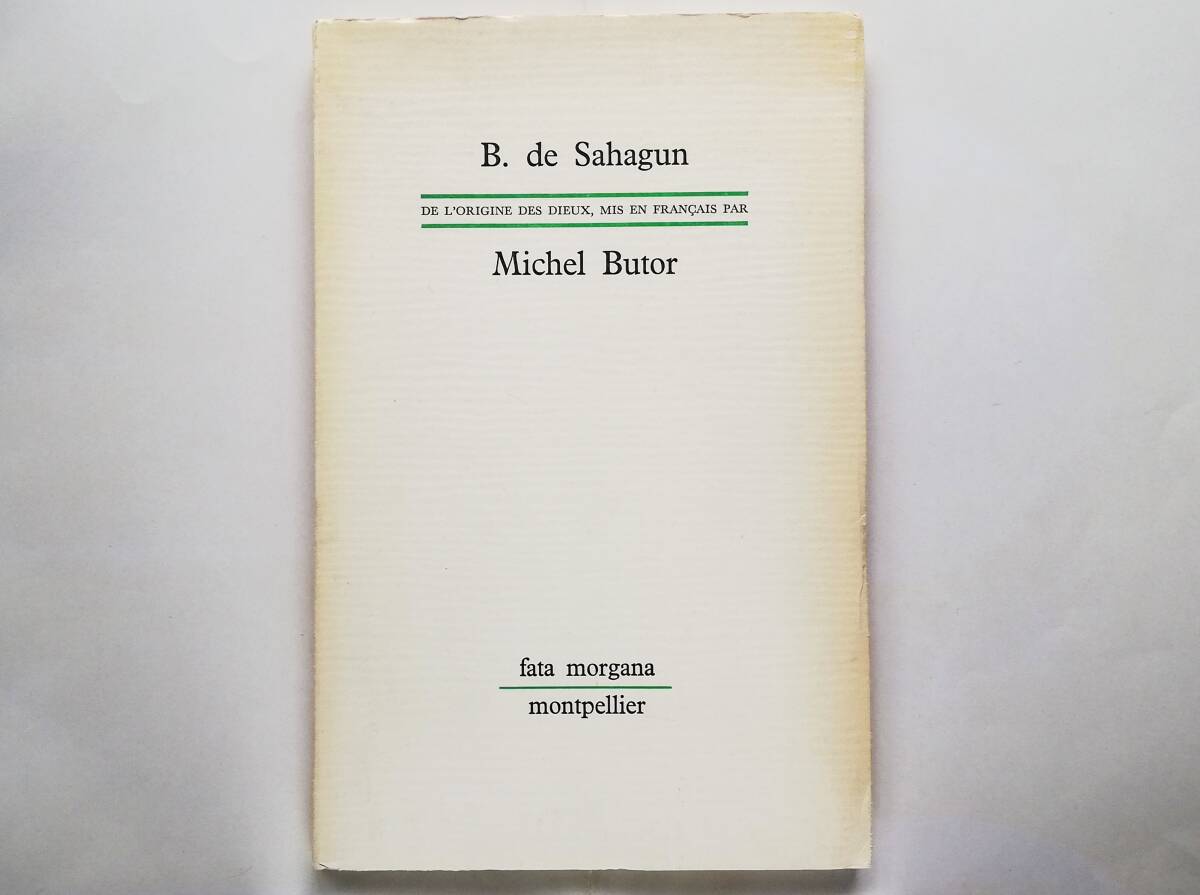 B. de Sahagun
DE L'ORIGINE DES DIEUX, MIS EN FRANÇAIS PAR
Michel Butor
fata morgana
montpellier